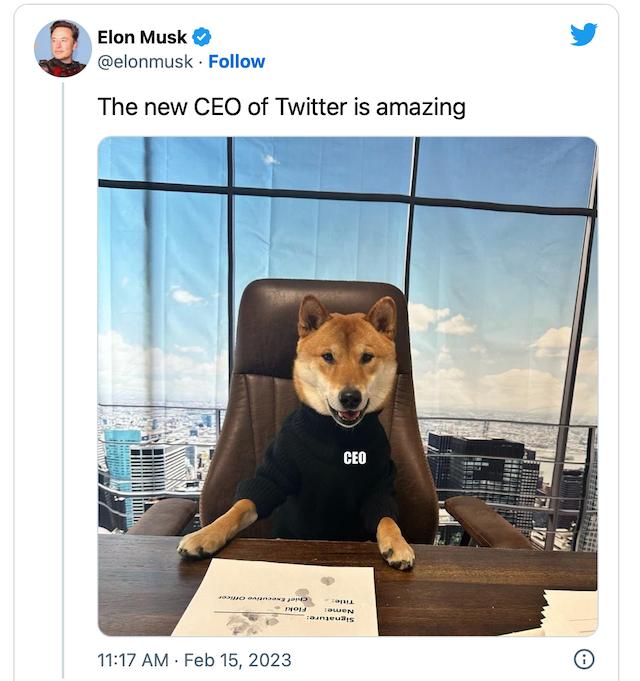 Elon Musk
@elonmusk · Follow
The new CEO of Twitter is amazing
CEO
Signature:
Name: Floki
Title: Chief Executive Officer
11:17 AM · Feb 15, 2023